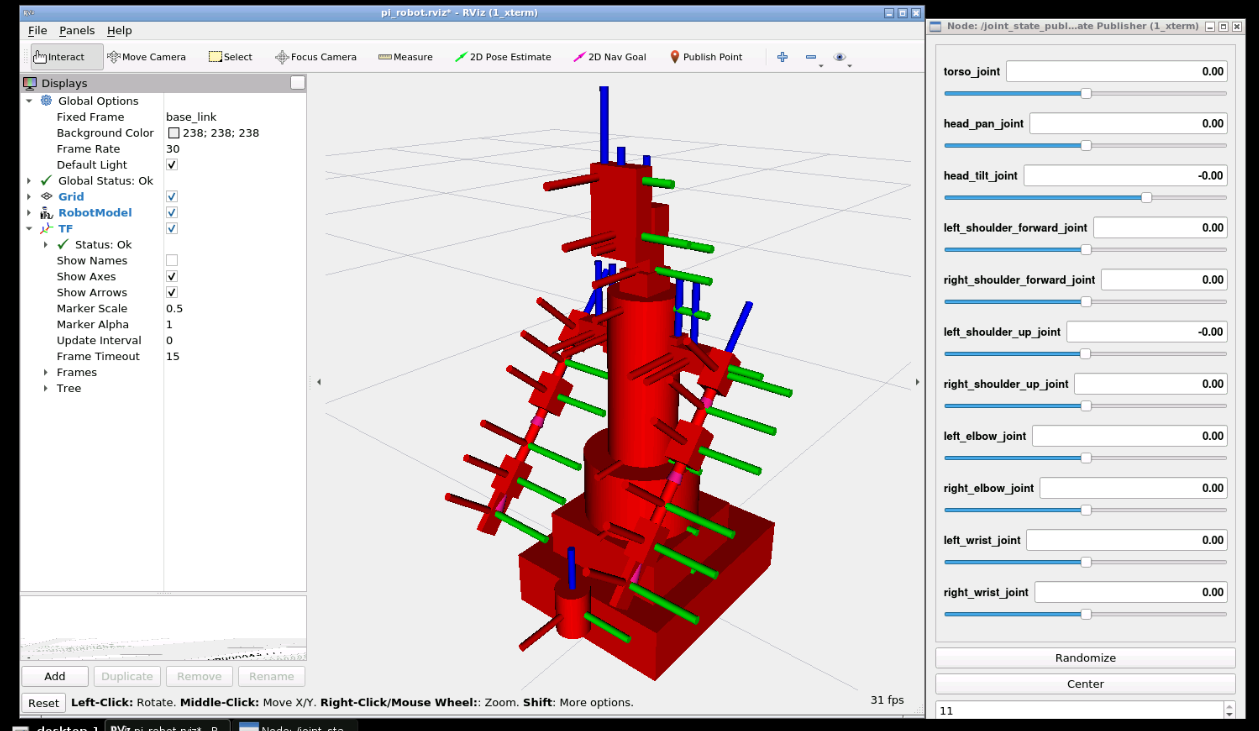 pi_robot.rviz* - RViz (1_xterm)
File Panels Help
Interact Move Camera Select Focus Camera Measure 2D Pose Estimate 2D Nav Goal Publish Point
Displays
Global Options
Fixed Frame base_link
Background Color 238; 238; 238
Frame Rate 30
Default Light
Global Status: Ok
Grid
RobotModel
TF
Status: Ok
Show Names
Show Axes
Show Arrows
Marker Scale 0.5
Marker Alpha 1
Update Interval 0
Frame Timeout 15
Frames
Tree
Add Duplicate Remove Rename
Reset Left-Click: Rotate. Middle-Click: Move X/Y. Right-Click/Mouse Wheel:: Zoom. Shift: More options. 31 fps
Node: /joint_state_publ...ate Publisher (1_xterm)
torso_joint 0.00
head_pan_joint 0.00
head_tilt_joint -0.00
left_shoulder_forward_joint 0.00
right_shoulder_forward_joint 0.00
left_shoulder_up_joint -0.00
right_shoulder_up_joint 0.00
left_elbow_joint 0.00
right_elbow_joint 0.00
left_wrist_joint 0.00
right_wrist_joint 0.00
Randomize
Center
11